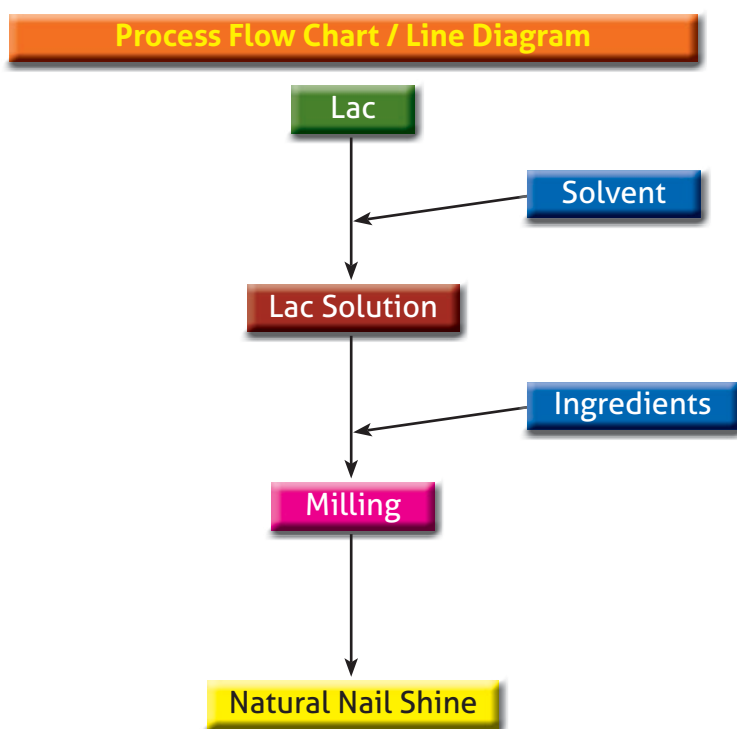 Process Flow Chart / Line Diagram
Lac
Solvent
Lac Solution
Ingredients
Milling
Natural Nail Shine